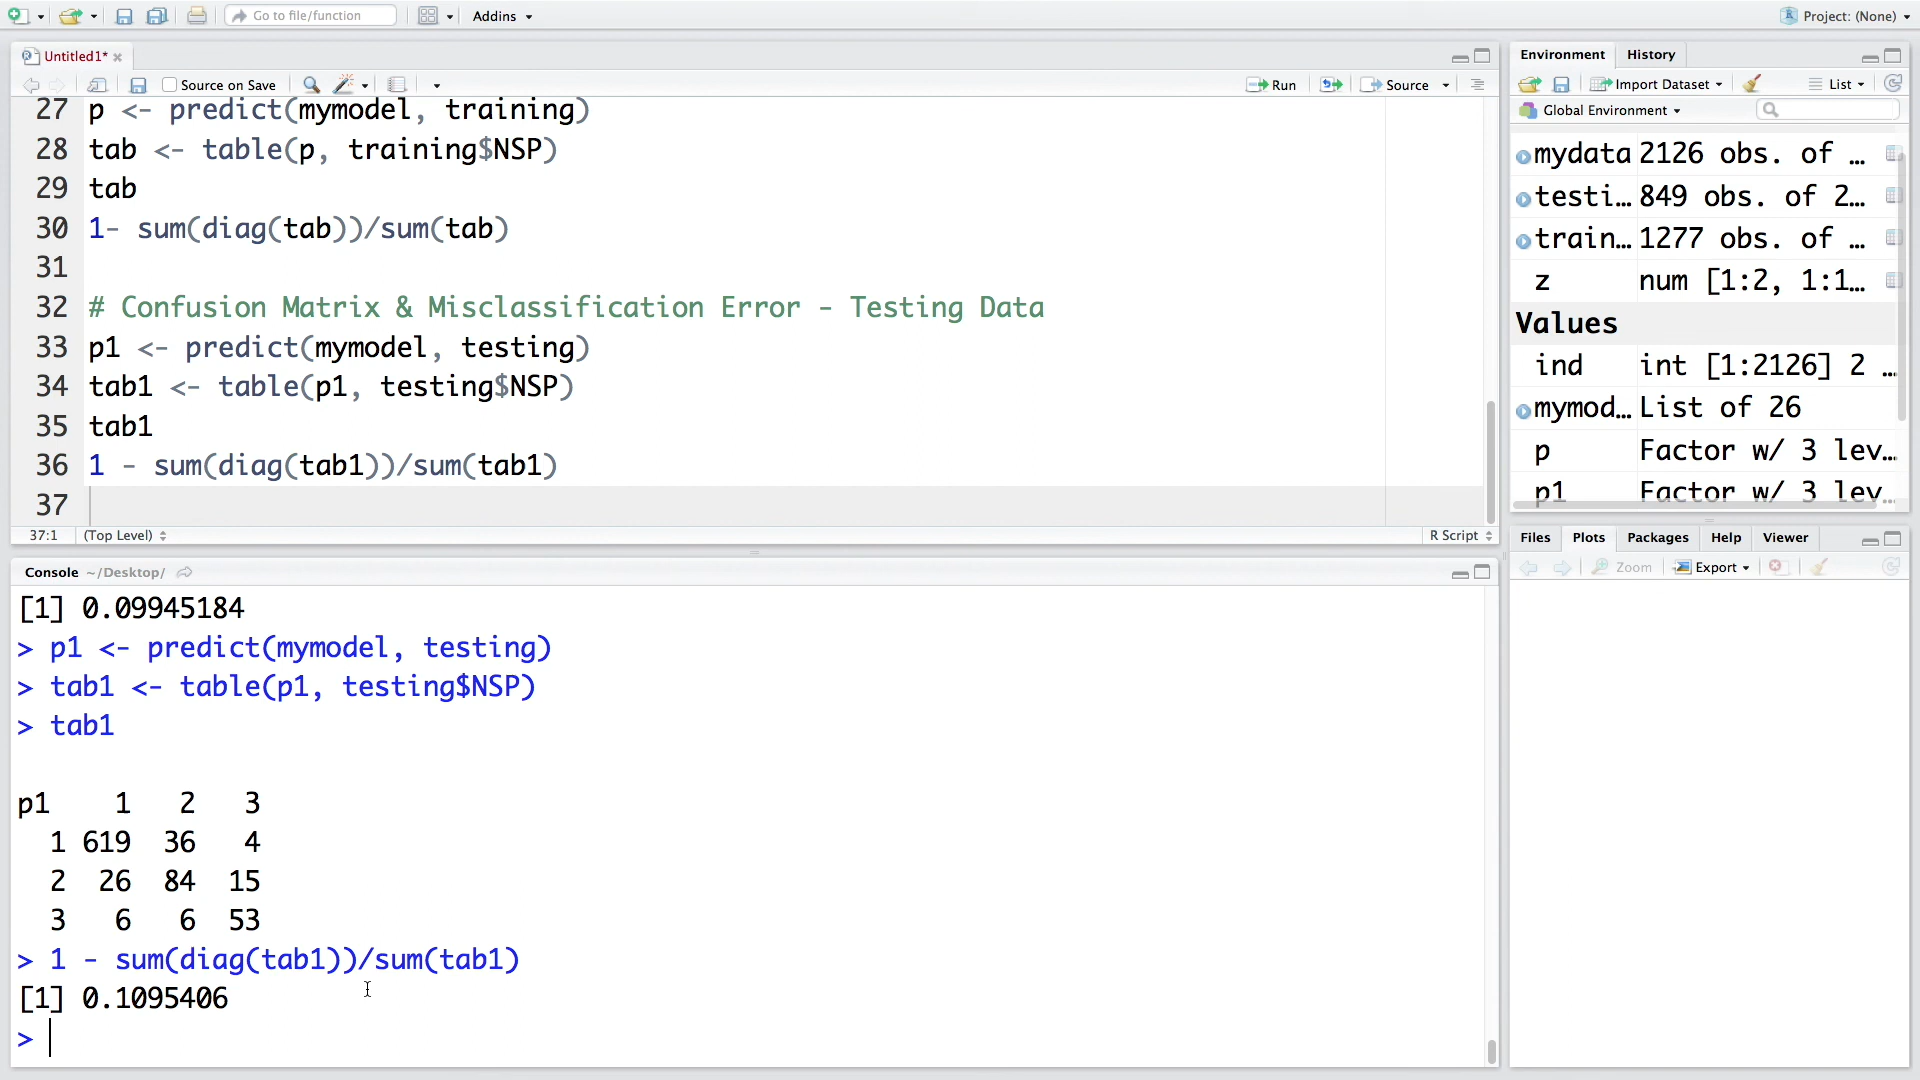 Go to file/function
Addins
Project: (None)
Untitled1*
Source on Save
Run
Source
27 p <- predict(mymodel, training)
28 tab <- table(p, training$NSP)
29 tab
30 1- sum(diag(tab))/sum(tab)
31
32 # Confusion Matrix & Misclassification Error - Testing Data
33 p1 <- predict(mymodel, testing)
34 tab1 <- table(p1, testing$NSP)
35 tab1
36 1 - sum(diag(tab1))/sum(tab1)
37
37:1 (Top Level) R Script
Console ~/Desktop/
[1] 0.09945184
> p1 <- predict(mymodel, testing)
> tab1 <- table(p1, testing$NSP)
> tab1
p1 1 2 3
1 619 36 4
2 26 84 15
3 6 6 53
> 1 - sum(diag(tab1))/sum(tab1)
[1] 0.1095406
>
Environment History
Import Dataset List
Global Environment
mydata 2126 obs. of …
testi… 849 obs. of 2…
train… 1277 obs. of …
z num [1:2, 1:1…
Values
ind int [1:2126] 2 …
mymod… List of 26
p Factor w/ 3 lev…
p1 Factor w/ 3 lev…
Files Plots Packages Help Viewer
Zoom Export